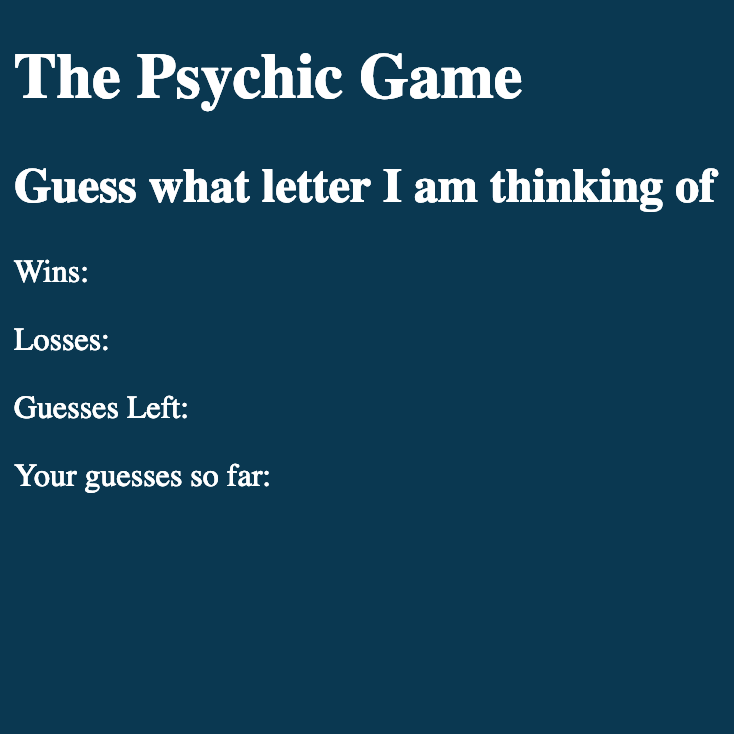 The Psychic Game
Guess what letter I am thinking of
Wins:
Losses:
Guesses Left:
Your guesses so far: